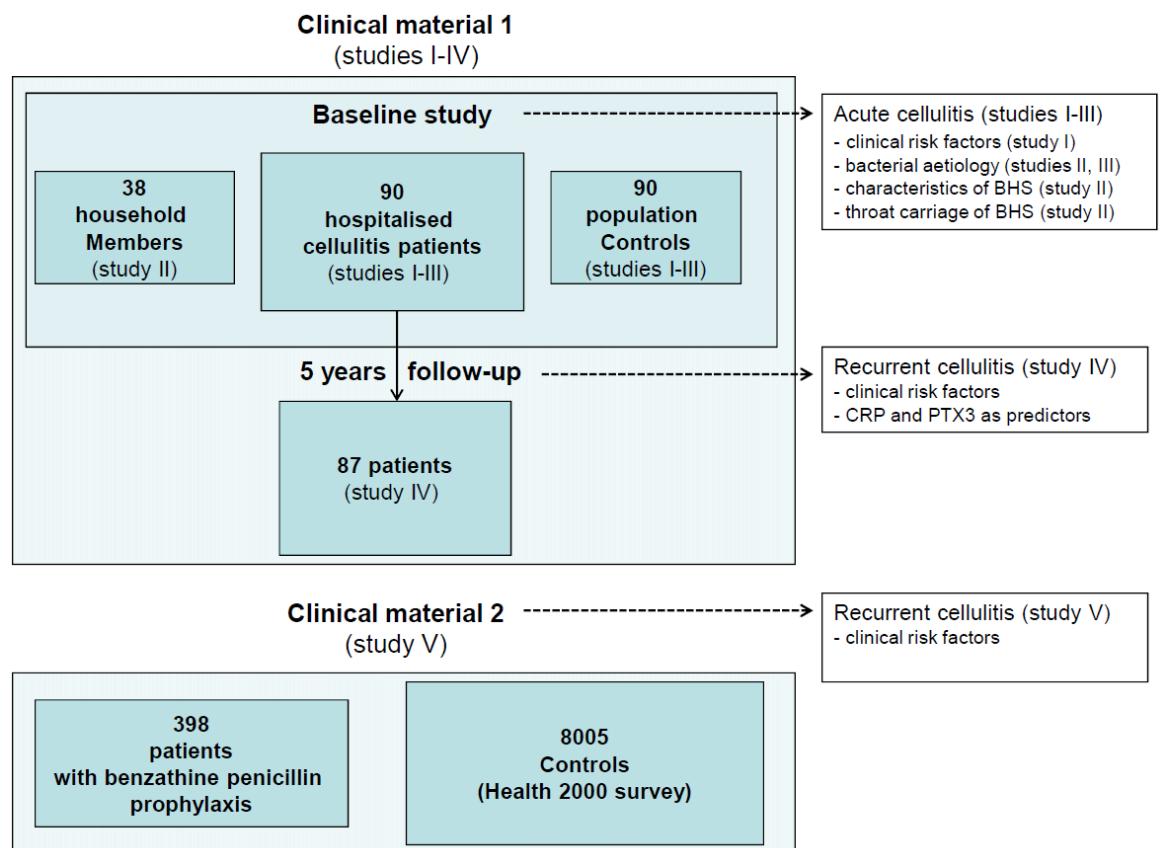 Clinical material 1
(studies I-IV)
Baseline study
38
household
Members
(study II)
90
hospitalised
cellulitis patients
(studies I-III)
90
population
Controls
(studies I-III)
Acute cellulitis (studies I-III)
- clinical risk factors (study I)
- bacterial aetiology (studies II, III)
- characteristics of BHS (study II)
- throat carriage of BHS (study II)
5 years follow-up
Recurrent cellulitis (study IV)
- clinical risk factors
- CRP and PTX3 as predictors
87 patients
(study IV)
Clinical material 2
(study V)
Recurrent cellulitis (study V)
- clinical risk factors
398
patients
with benzathine penicillin
prophylaxis
8005
Controls
(Health 2000 survey)